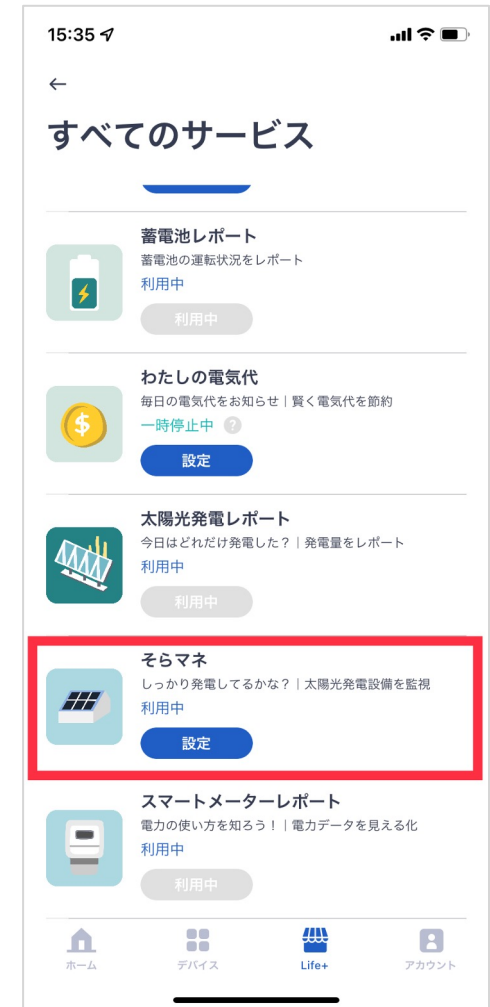 15:35
←
すべてのサービス
蓄電池レポート
蓄電池の運転状況をレポート
利用中
利用中
わたしの電気代
毎日の電気代をお知らせ｜賢く電気代を節約
一時停止中 ?
設定
太陽光発電レポート
今日はどれだけ発電した？｜発電量をレポート
利用中
利用中
そらマネ
しっかり発電してるかな？｜太陽光発電設備を監視
利用中
設定
スマートメーターレポート
電力の使い方を知ろう！｜電力データを見える化
利用中
利用中
ホーム デバイス Life+ アカウント